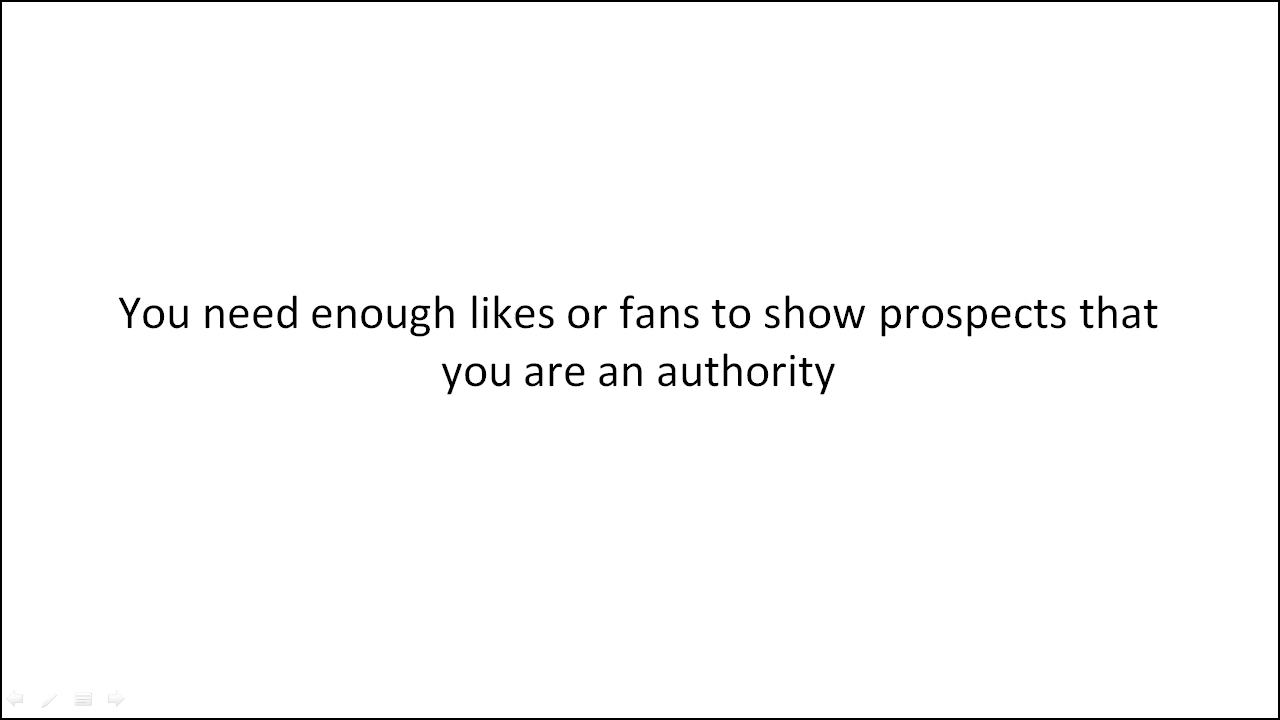 You need enough likes or fans to show prospects that
you are an authority